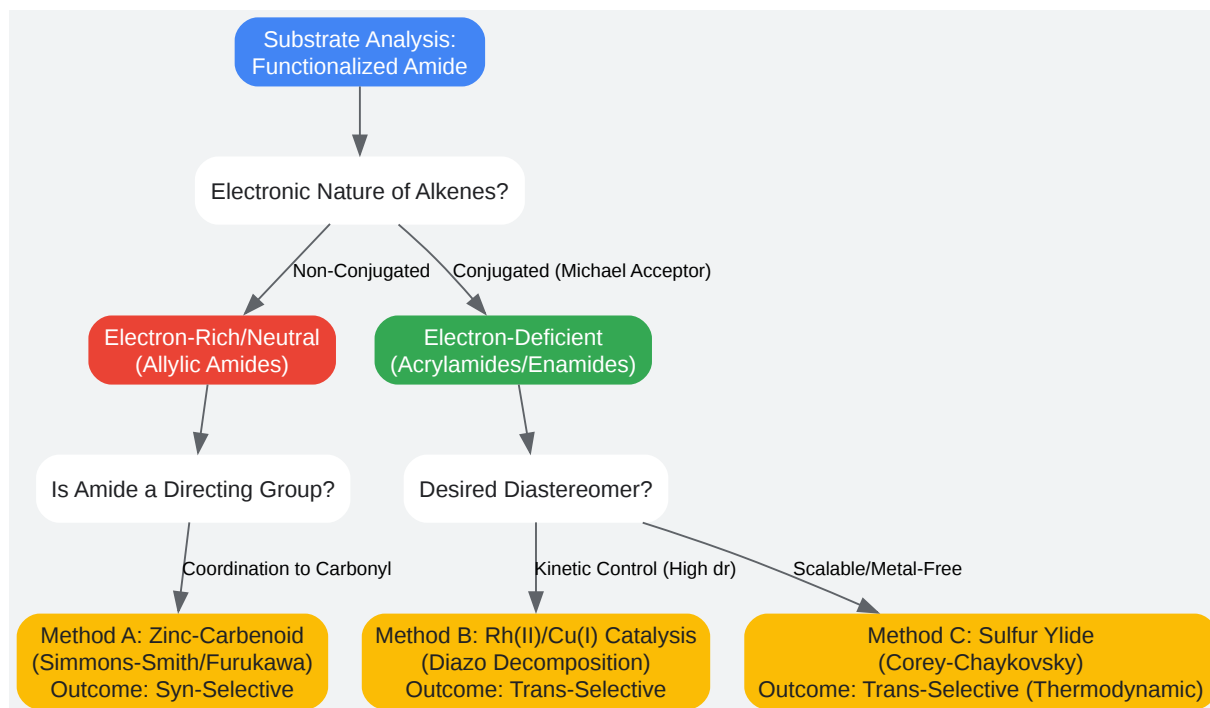 Substrate Analysis:
Functionalized Amide
Electronic Nature of Alkenes?
Non-Conjugated
Conjugated (Michael Acceptor)
Electron-Rich/Neutral
(Allylic Amides)
Electron-Deficient
(Acrylamides/Enamides)
Is Amide a Directing Group?
Desired Diastereomer?
Coordination to Carbonyl
Kinetic Control (High dr)
Scalable/Metal-Free
Method A: Zinc-Carbenoid
(Simmons-Smith/Furukawa)
Outcome: Syn-Selective
Method B: Rh(II)/Cu(I) Catalysis
(Diazo Decomposition)
Outcome: Trans-Selective
Method C: Sulfur Ylide
(Corey-Chaykovsky)
Outcome: Trans-Selective (Thermodynamic)